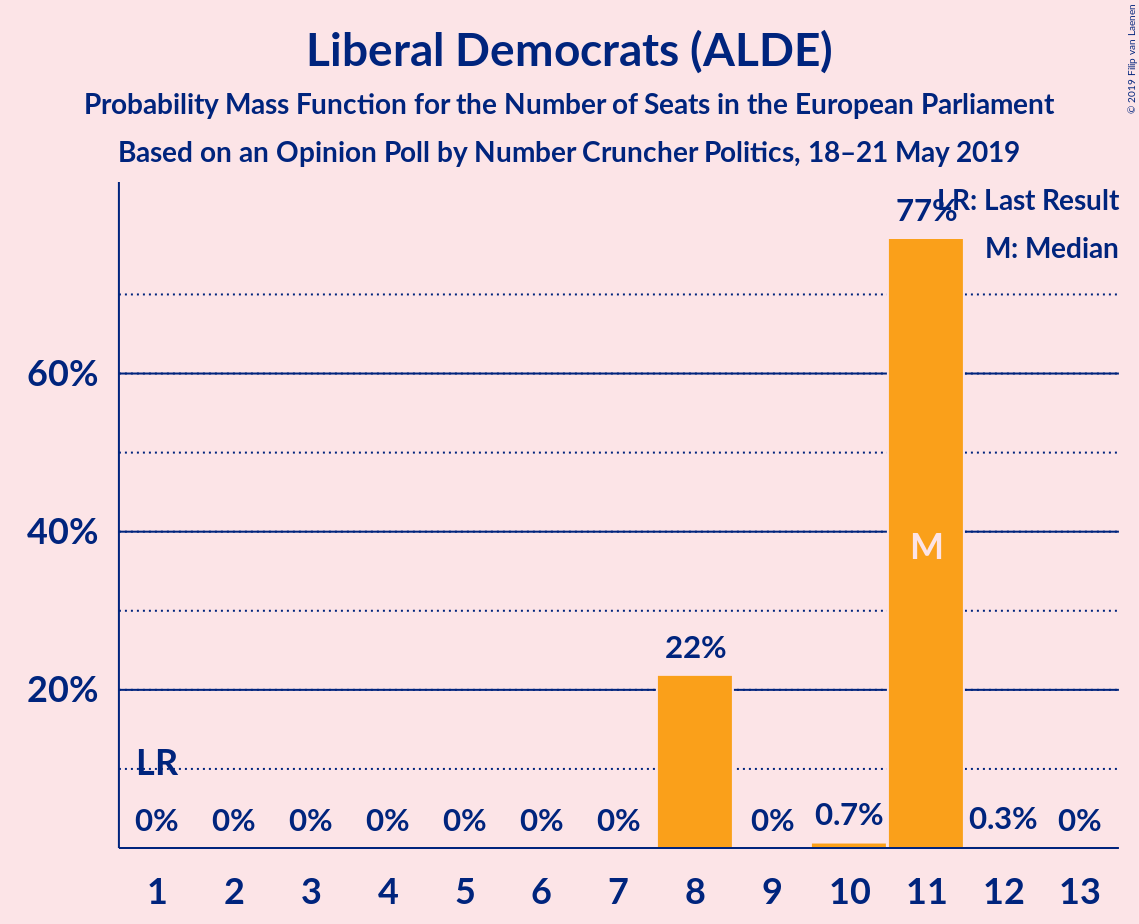 Liberal Democrats (ALDE)
Probability Mass Function for the Number of Seats in the European Parliament
Based on an Opinion Poll by Number Cruncher Politics, 18–21 May 2019
© 2019 Filip van Laenen
LR: Last Result
M: Median
77%
60%
40%
M
22%
20%
LR
0% 0% 0% 0% 0% 0% 0% 0% 0.7% 0.3% 0%
1 2 3 4 5 6 7 8 9 10 11 12 13